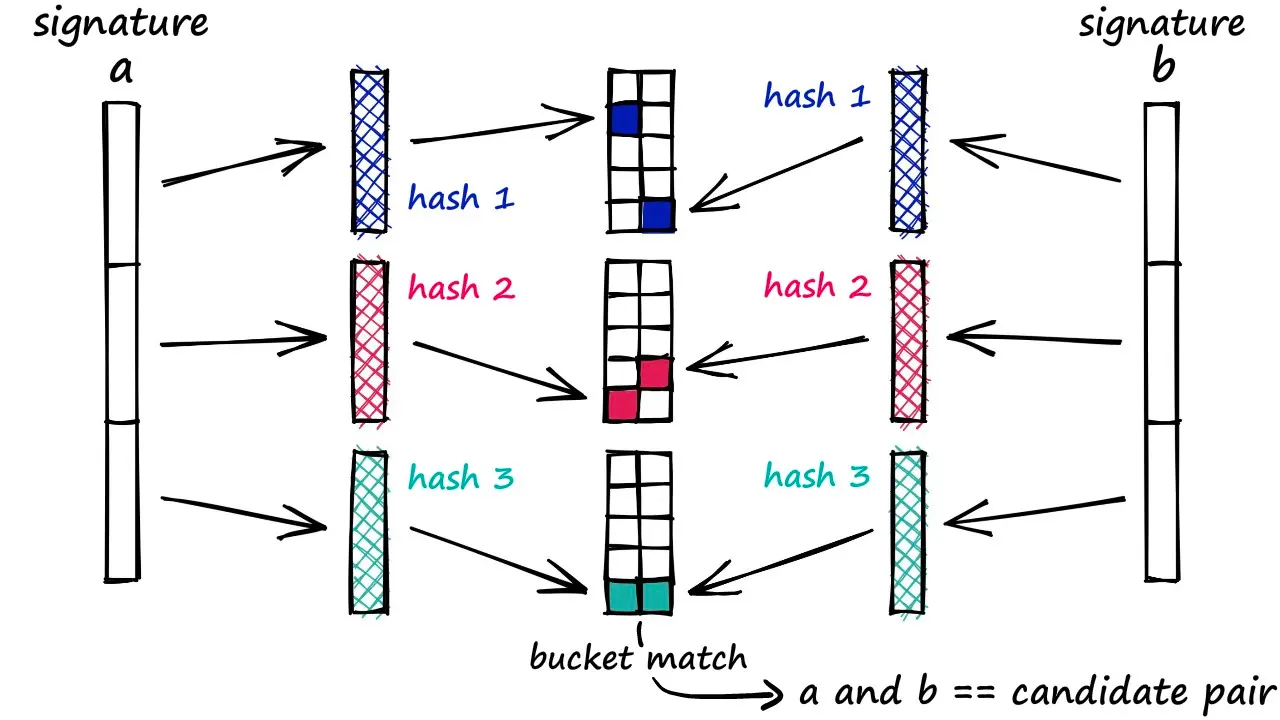 signature
a
signature
b
hash 1
hash 1
hash 2
hash 2
hash 3
hash 3
bucket match
a and b == candidate pair